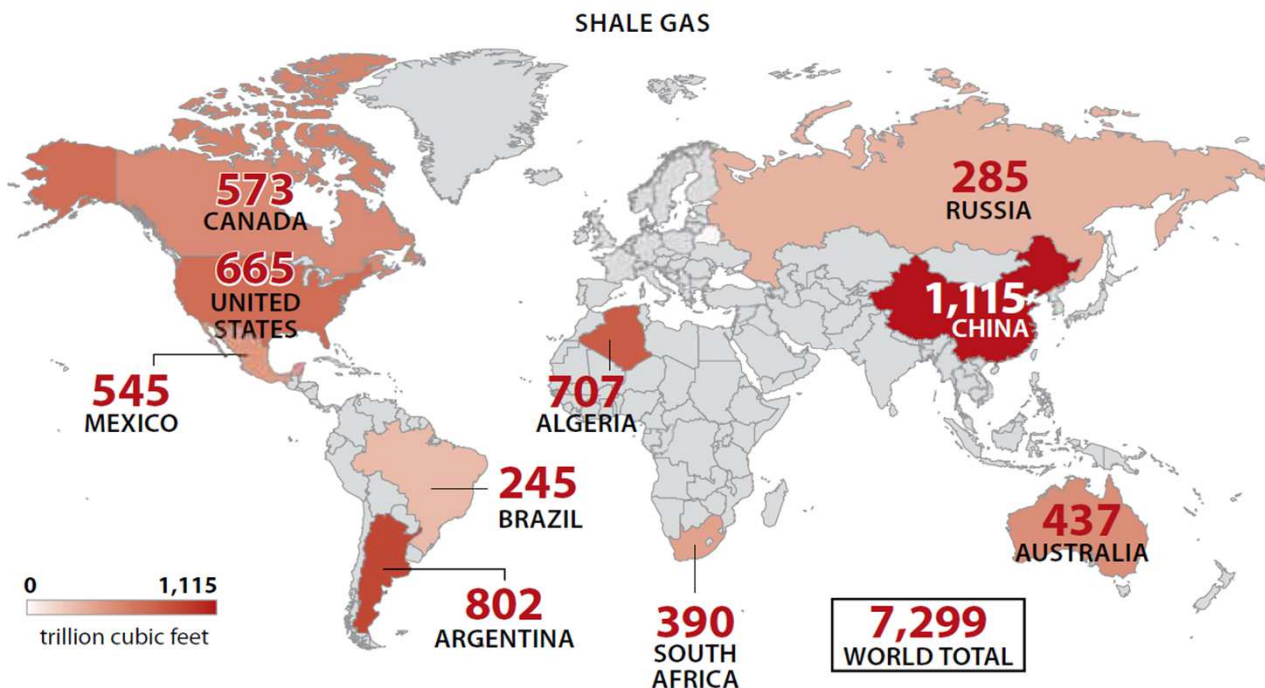 SHALE GAS
573
CANADA
665
UNITED
STATES
545
MEXICO
285
RUSSIA
1,115
CHINA
707
ALGERIA
245
BRAZIL
437
AUSTRALIA
802
ARGENTINA
390
SOUTH
AFRICA
0 1,115
trillion cubic feet
7,299
WORLD TOTAL